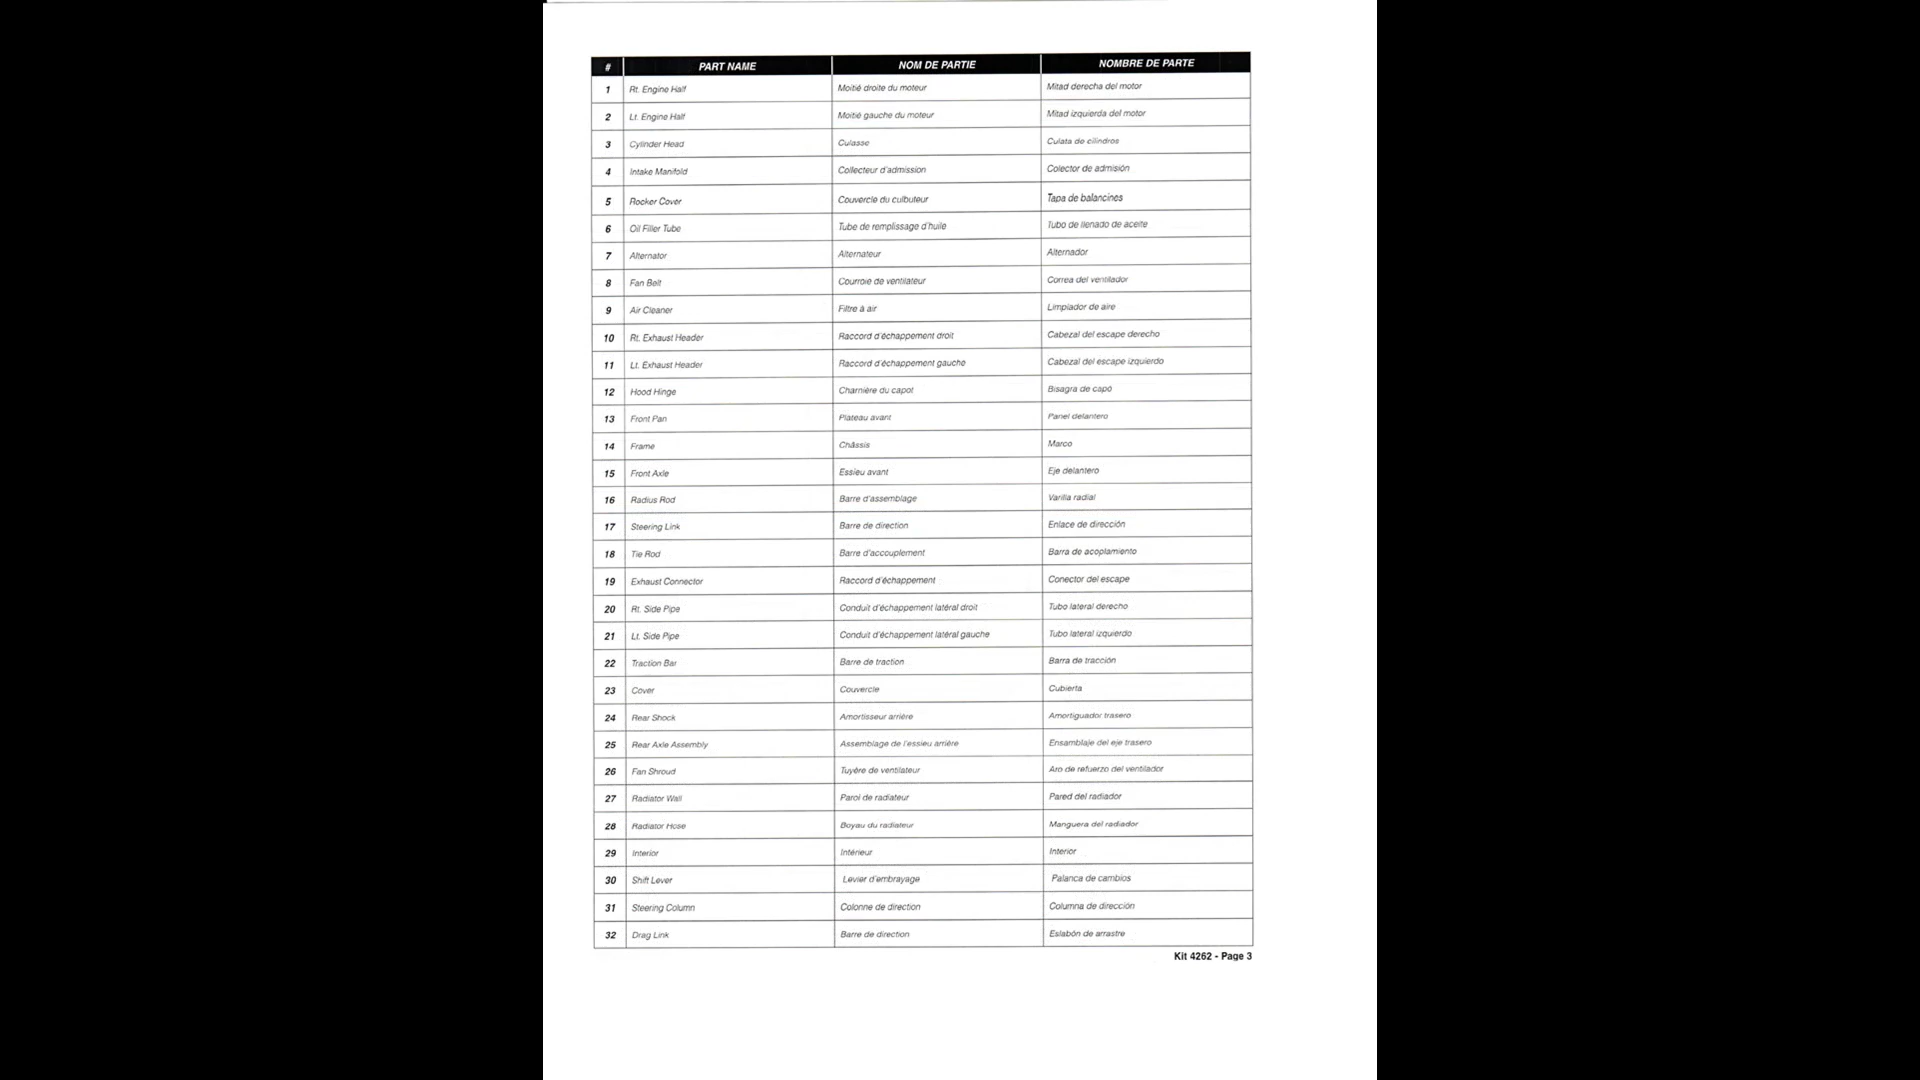 # PART NAME NOM DE PARTIE NOMBRE DE PARTE
1 Rt. Engine Half Moitié droite du moteur Mitad derecha del motor
2 Lt. Engine Half Moitié gauche du moteur Mitad izquierda del motor
3 Cylinder Head Culasse Culata de cilindros
4 Intake Manifold Collecteur d'admission Colector de admisión
5 Rocker Cover Couvercle du culbuteur Tapa de balancines
6 Oil Filler Tube Tube de remplissage d'huile Tubo de llenado de aceite
7 Alternator Alternateur Alternador
8 Fan Belt Courroie de ventilateur Correa del ventilador
9 Air Cleaner Filtre à air Limpiador de aire
10 Rt. Exhaust Header Raccord d'échappement droit Cabezal del escape derecho
11 Lt. Exhaust Header Raccord d'échappement gauche Cabezal del escape izquierdo
12 Hood Hinge Charnière du capot Bisagra de capó
13 Front Pan Plateau avant Panel delantero
14 Frame Châssis Marco
15 Front Axle Essieu avant Eje delantero
16 Radius Rod Barre d'assemblage Varilla radial
17 Steering Link Barre de direction Enlace de dirección
18 Tie Rod Barre d'accouplement Barra de acoplamiento
19 Exhaust Connector Raccord d'échappement Conector del escape
20 Rt. Side Pipe Conduit d'échappement latéral droit Tubo lateral derecho
21 Lt. Side Pipe Conduit d'échappement latéral gauche Tubo lateral izquierdo
22 Traction Bar Barre de traction Barra de tracción
23 Cover Couvercle Cubierta
24 Rear Shock Amortisseur arrière Amortiguador trasero
25 Rear Axle Assembly Assemblage de l'essieu arrière Ensamblaje del eje trasero
26 Fan Shroud Tuyère de ventilateur Aro de refuerzo del ventilador
27 Radiator Wall Paroi de radiateur Pared del radiador
28 Radiator Hose Boyau du radiateur Manguera del radiador
29 Interior Intérieur Interior
30 Shift Lever Levier d'embrayage Palanca de cambios
31 Steering Column Colonne de direction Columna de dirección
32 Drag Link Barre de direction Eslabón de arrastre
Kit 4262 - Page 3